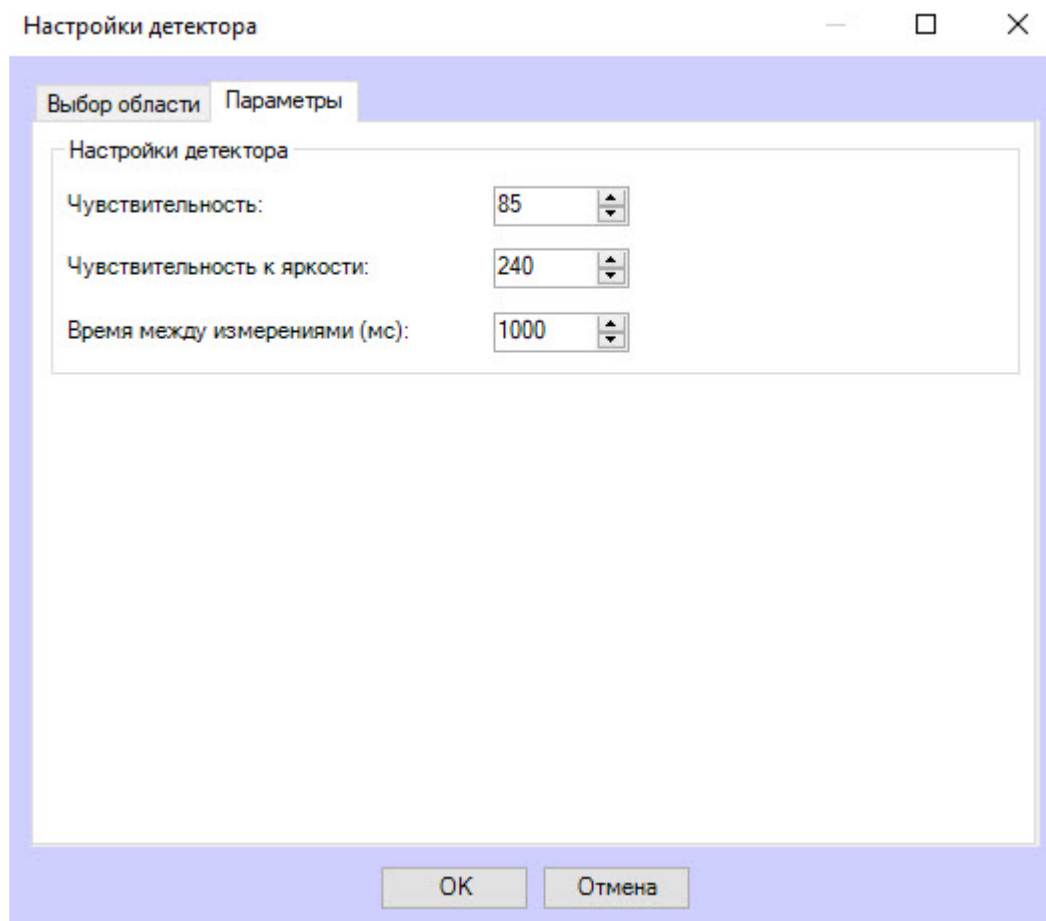 Настройки детектора
Выбор области Параметры
Настройки детектора
Чувствительность: 85
Чувствительность к яркости: 240
Время между измерениями (мс): 1000
OK Отмена